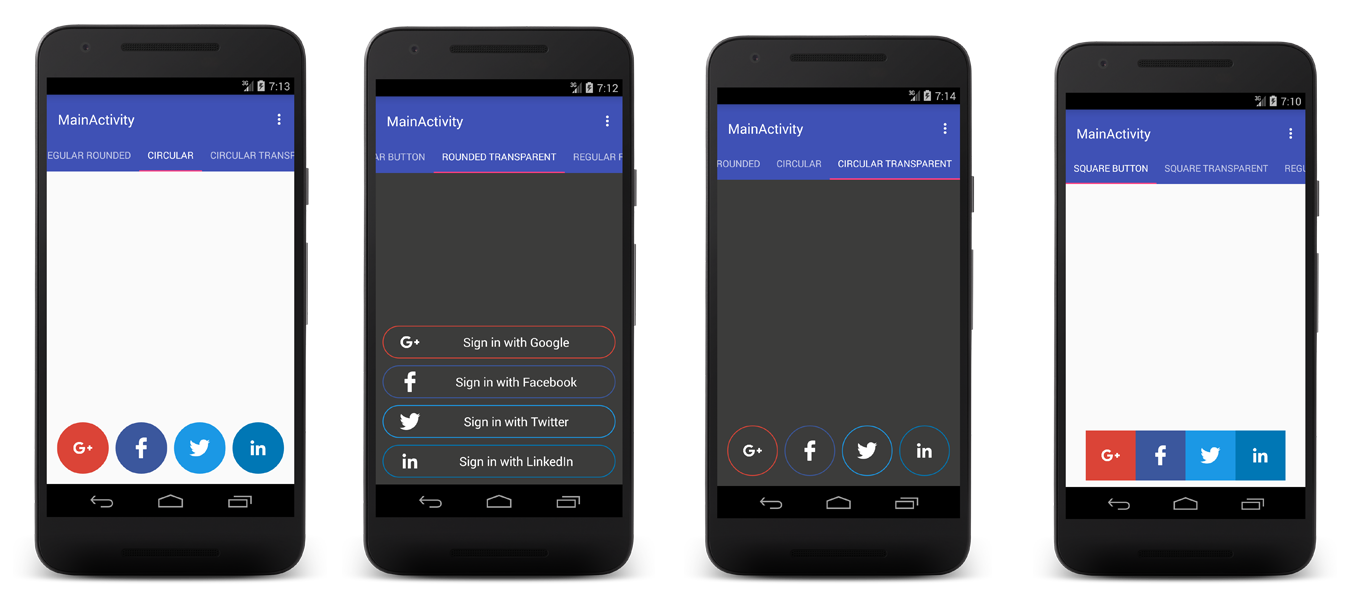 3G 7:13
MainActivity
EGULAR ROUNDED CIRCULAR CIRCULAR TRANSF
G+ f in
3G 7:12
MainActivity
AR BUTTON ROUNDED TRANSPARENT REGULAR F
G+ Sign in with Google
f Sign in with Facebook
Sign in with Twitter
in Sign in with LinkedIn
3G 7:14
MainActivity
ROUNDED CIRCULAR CIRCULAR TRANSPARENT
G+ f in
3G 7:10
MainActivity
SQUARE BUTTON SQUARE TRANSPARENT REGU
G+ f in